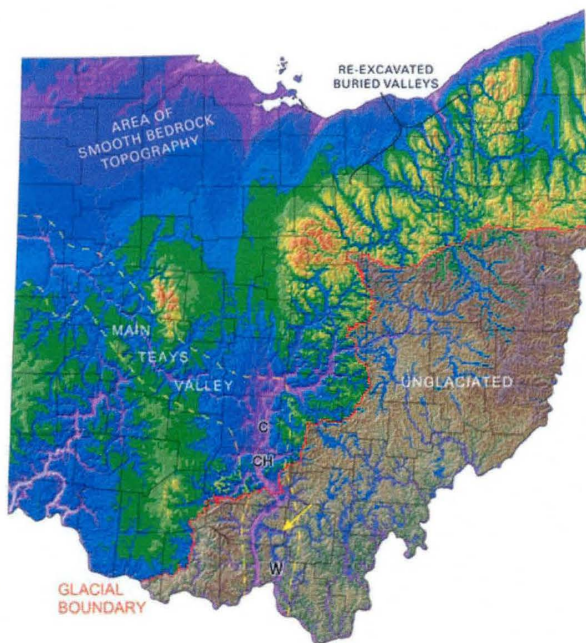 RE-EXCAVATED
BURIED VALLEYS
AREA OF
SMOOTH BEDROCK
TOPOGRAPHY
MAIN
TEAYS
VALLEY
UNGLACIATED
C
CH
W
GLACIAL
BOUNDARY